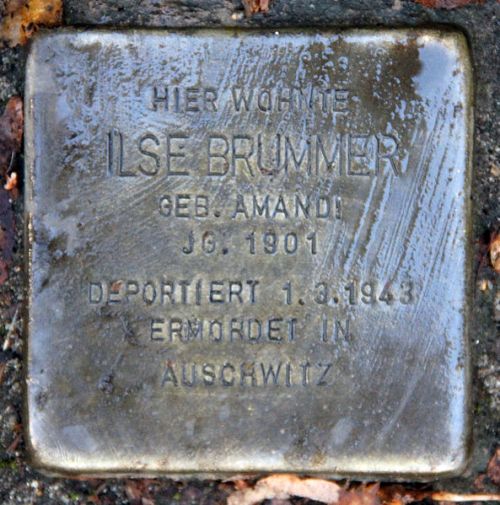 HIER WOHNTE
ILSE BRUMMER
GEB. AMANDI
JG. 1901
DEPORTIERT 1.3.1943
ERMORDET IN
AUSCHWITZ